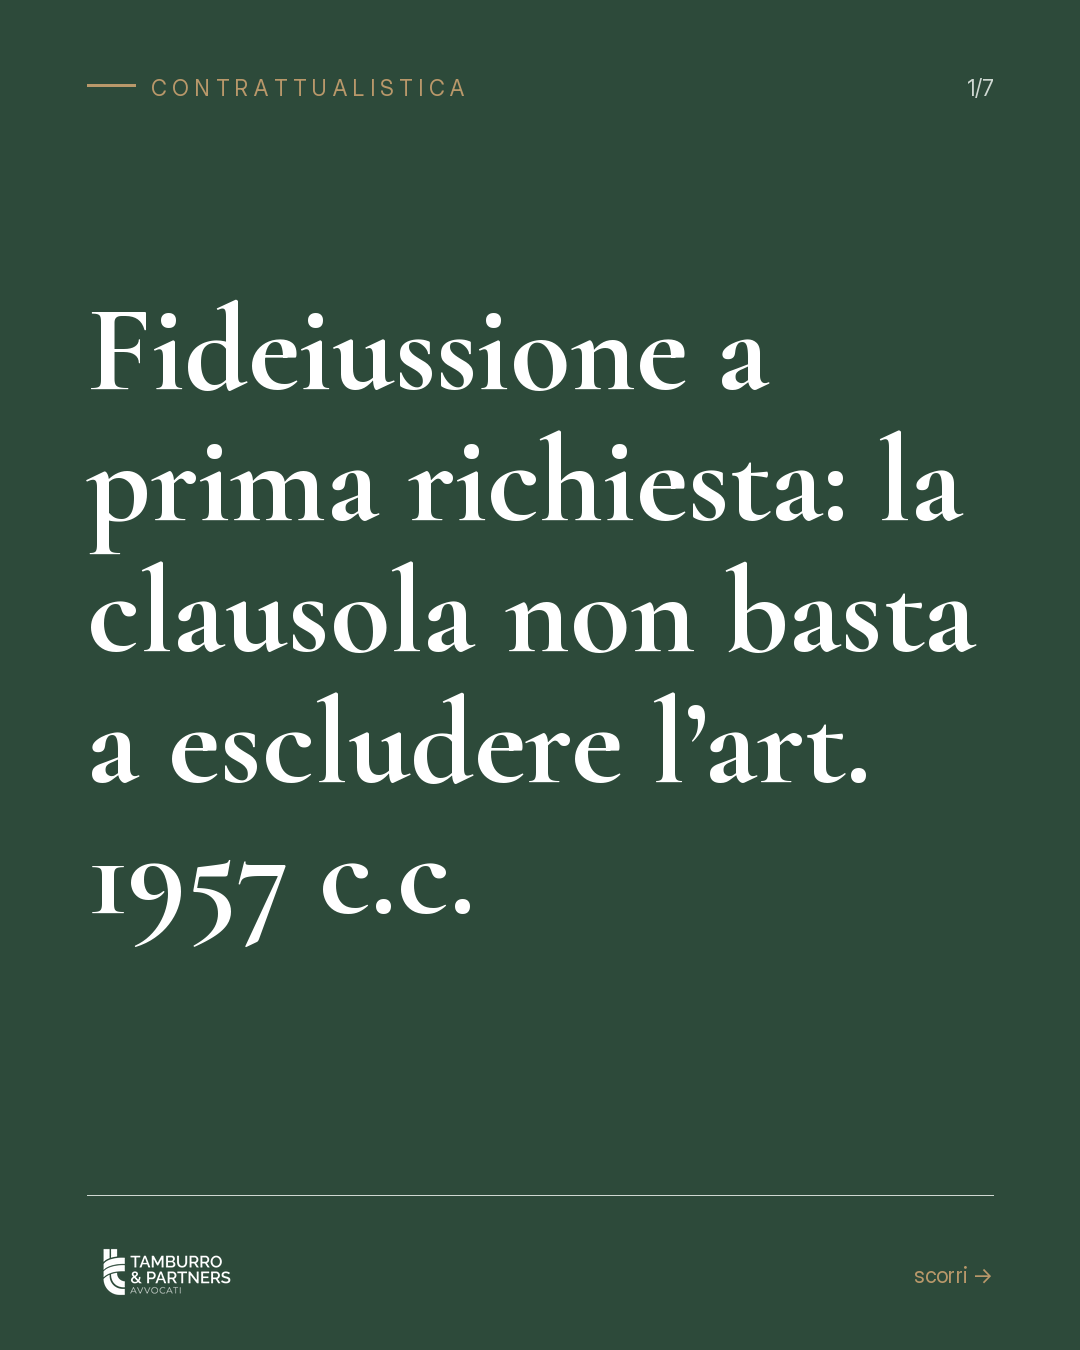 CONTRATTUALISTICA
1/7
Fideiussione a
prima richiesta: la
clausola non basta
a escludere l’art.
1957 c.c.
TAMBURRO
& PARTNERS
AVVOCATI
scorri →